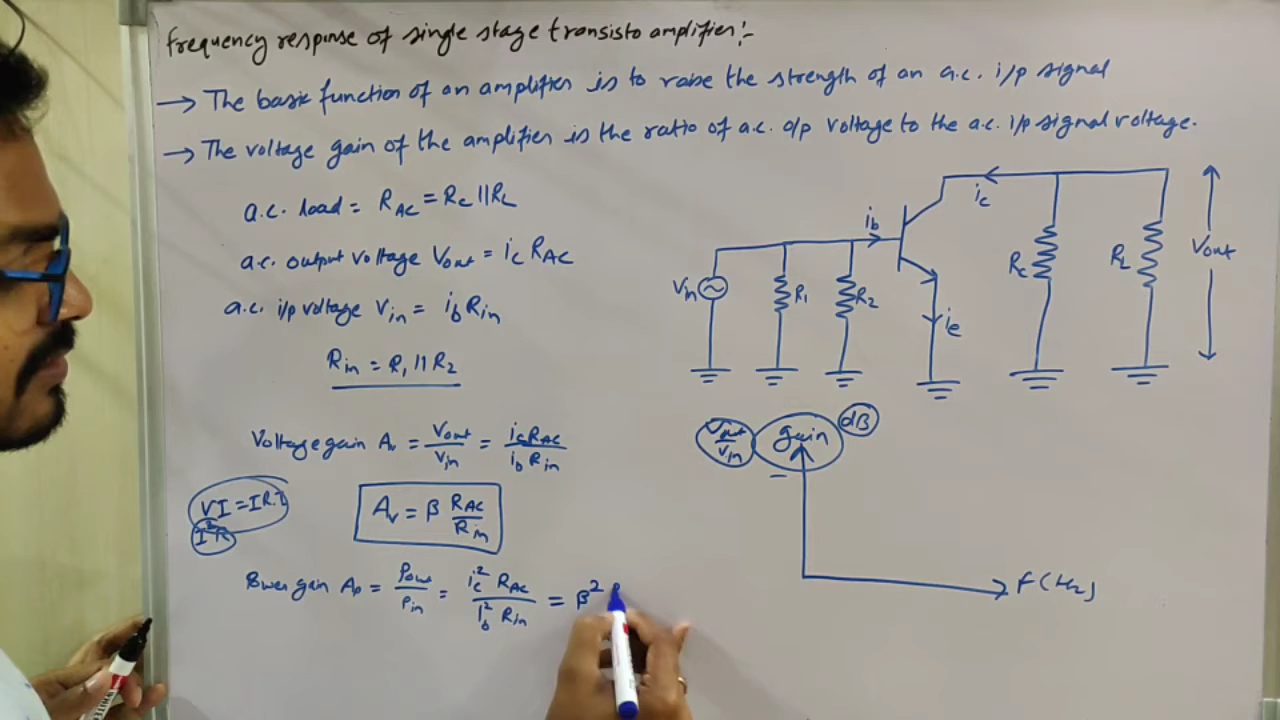 frequency response of single stage transisto amplifier:-
→ The basic function of an amplifier is to raise the strength of an a.c. i/p signal
→ The voltage gain of the amplifier is the ratio of a.c. o/p voltage to the a.c. i/p signal voltage.
a.c. load = R_AC = R_C || R_L
a.c. output voltage V_out = i_c R_AC
a.c. i/p voltage V_in = i_b R_in
R_in = R_1 || R_2
Voltage gain A_v = V_out/V_in = i_c R_AC / i_b R_in
VI = IR.I
I²R
A_v = β R_AC / R_in
Power gain A_p = P_out/P_in = i_c² R_AC / i_b² R_in = β²
V_in
R_1
R_2
i_b
i_c
i_e
R_C
R_L
V_out
V_out/V_in
gain
dB
F(Hz)